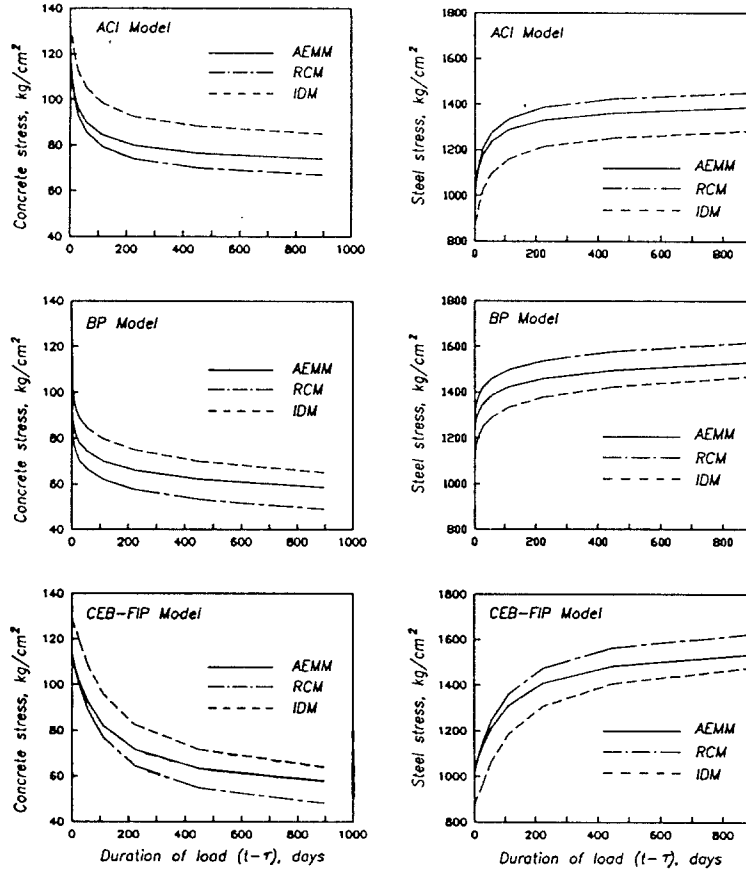 140
120
100
80
60
40
Concrete stress, kg/cm²
ACI Model
AEMM
RCM
IDM
0 200 400 600 800 1000
1800
1600
1400
1200
1000
800
Steel stress, kg/cm²
ACI Model
AEMM
RCM
IDM
0 200 400 600 800
140
120
100
80
60
40
Concrete stress, kg/cm²
BP Model
AEMM
RCM
IDM
0 200 400 600 800 1000
1800
1600
1400
1200
1000
800
Steel stress, kg/cm²
BP Model
AEMM
RCM
IDM
0 200 400 600 800
140
120
100
80
60
40
Concrete stress, kg/cm²
CEB-FIP Model
AEMM
RCM
IDM
0 200 400 600 800 1000
Duration of load (t-τ), days
1800
1600
1400
1200
1000
800
Steel stress, kg/cm²
CEB-FIP Model
AEMM
RCM
IDM
0 200 400 600 800
Duration of load (t-τ), days